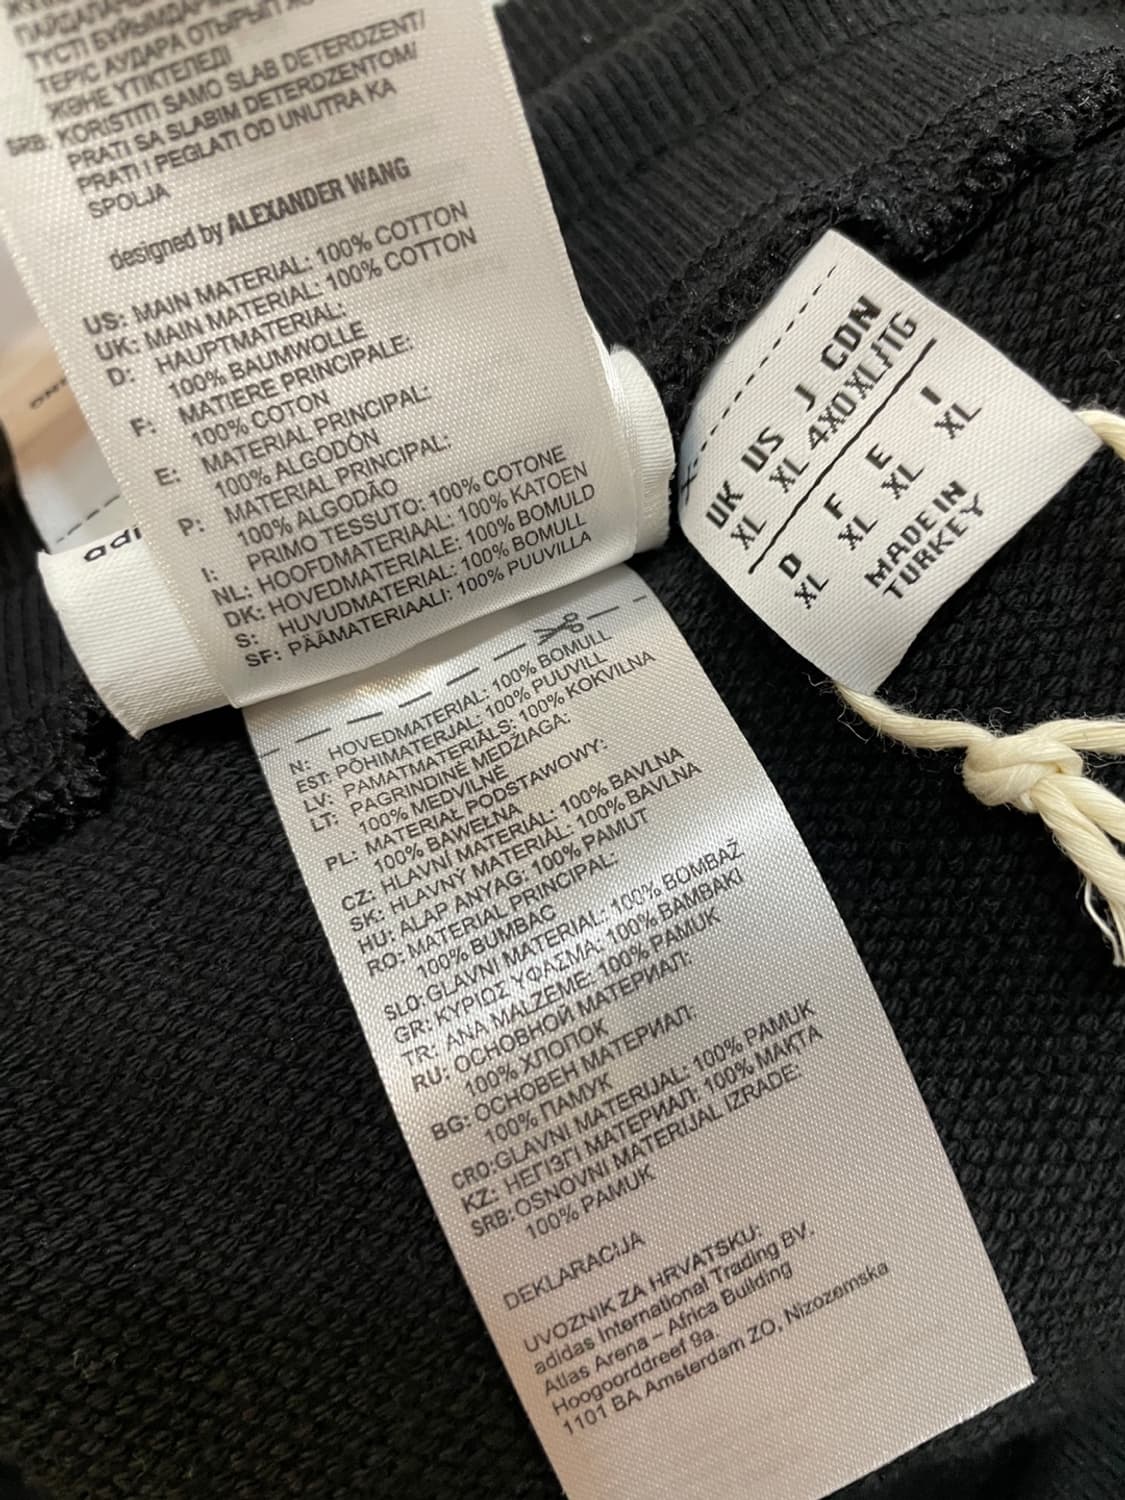 ТҮСТІ БҰЙЫМДАРМЕН
ТЕРІС АУДАРА ОТЫРЫП
ЖӘНЕ ҮТІКТЕЛЕДІ
SRB: KORISTITI SAMO SLAB DETERDZENT/
PRATI SA SLABIM DETERDZENTOM/
PRATI I PEGLATI OD UNUTRA KA
SPOLJA
designed by ALEXANDER WANG
US: MAIN MATERIAL: 100% COTTON
UK: MAIN MATERIAL: 100% COTTON
D: HAUPTMATERIAL:
100% BAUMWOLLE
F: MATIERE PRINCIPALE:
100% COTON
E: MATERIAL PRINCIPAL:
100% ALGODÓN
P: MATERIAL PRINCIPAL:
100% ALGODÃO
I: PRIMO TESSUTO: 100% COTONE
NL: HOOFDMATERIAAL: 100% KATOEN
DK: HOVEDMATERIALE: 100% BOMULD
S: HUVUDMATERIAL: 100% BOMULL
SF: PÄÄMATERIAALI: 100% PUUVILLA
adi
N: HOVEDMATERIAL: 100% BOMULL
EST: PÕHIMATERJAL: 100% PUUVILL
LV: PAMATMATERIĀLS: 100% KOKVILNA
LT: PAGRINDINĖ MEDŽIAGA:
100% MEDVILNĖ
PL: MATERIAŁ PODSTAWOWY:
100% BAWEŁNA
CZ: HLAVNÍ MATERIÁL: 100% BAVLNA
SK: HLAVNÝ MATERIÁL: 100% BAVLNA
HU: ALAP ANYAG: 100% PAMUT
RO: MATERIAL PRINCIPAL:
100% BUMBAC
SLO: GLAVNI MATERIAL: 100% BOMBAŽ
GR: ΚΥΡΙΟΣ ΥΦΑΣΜΑ: 100% BAMBAKI
TR: ANA MALZEME: 100% PAMUK
RU: ОСНОВНОЙ МАТЕРИАЛ:
100% ХЛОПОК
BG: ОСНОВЕН МАТЕРИАЛ:
100% ПАМУК
CRO: GLAVNI MATERIJAL: 100% PAMUK
KZ: НЕГІЗГІ МАТЕРИАЛ: 100% МАҚТА
SRB: OSNOVNI MATERIJAL IZRADE:
100% PAMUK
DEKLARACIJA
UVOZNIK ZA HRVATSKU:
adidas International Trading BV.
Atlas Arena – Africa Building
Hoogoorddreef 9a.
1101 BA Amsterdam ZO, Nizozemska
UK US J CDN
XL XL 4XO XL/TG
D F E I
XL XL XL XL
MADE IN
TURKEY